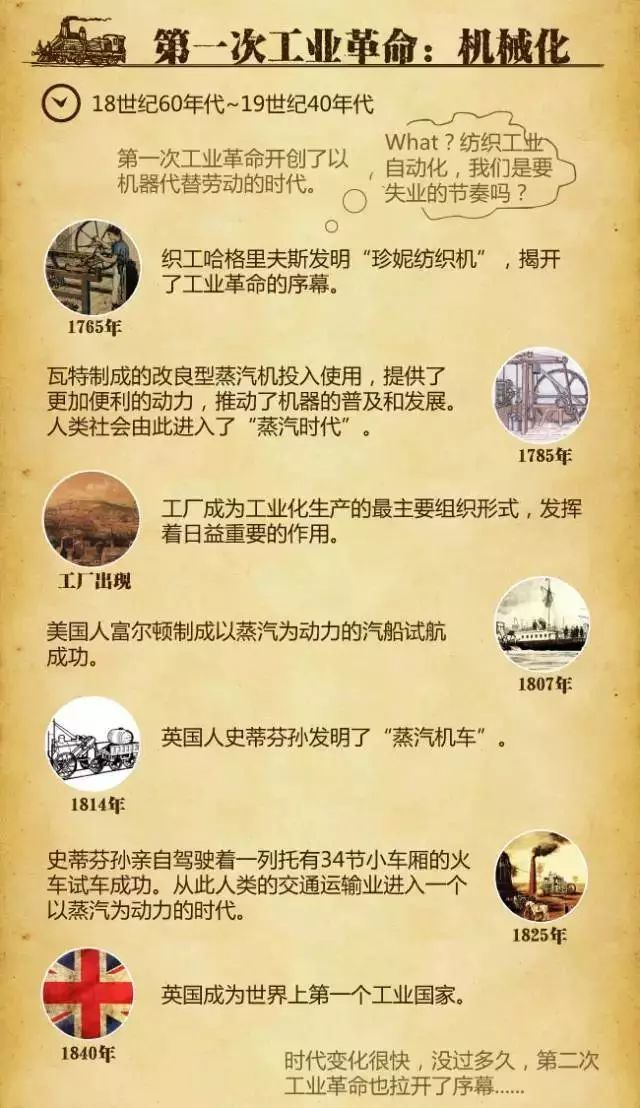 第一次工业革命：机械化
18世纪60年代~19世纪40年代
第一次工业革命开创了以
机器代替劳动的时代。
，
What？纺织工业
自动化，我们是要
失业的节奏吗？
织工哈格里夫斯发明“珍妮纺织机”，揭开
了工业革命的序幕。
1765年
瓦特制成的改良型蒸汽机投入使用，提供了
更加便利的动力，推动了机器的普及和发展。
人类社会由此进入了“蒸汽时代”。
1785年
工厂成为工业化生产的最主要组织形式，发挥
着日益重要的作用。
工厂出现
美国人富尔顿制成以蒸汽为动力的汽船试航
成功。
1807年
英国人史蒂芬孙发明了“蒸汽机车”。
1814年
史蒂芬孙亲自驾驶着一列托有34节小车厢的火
车试车成功。从此人类的交通运输业进入一个
以蒸汽为动力的时代。
1825年
英国成为世界上第一个工业国家。
1840年
时代变化很快，没过多久，第二次
工业革命也拉开了序幕......